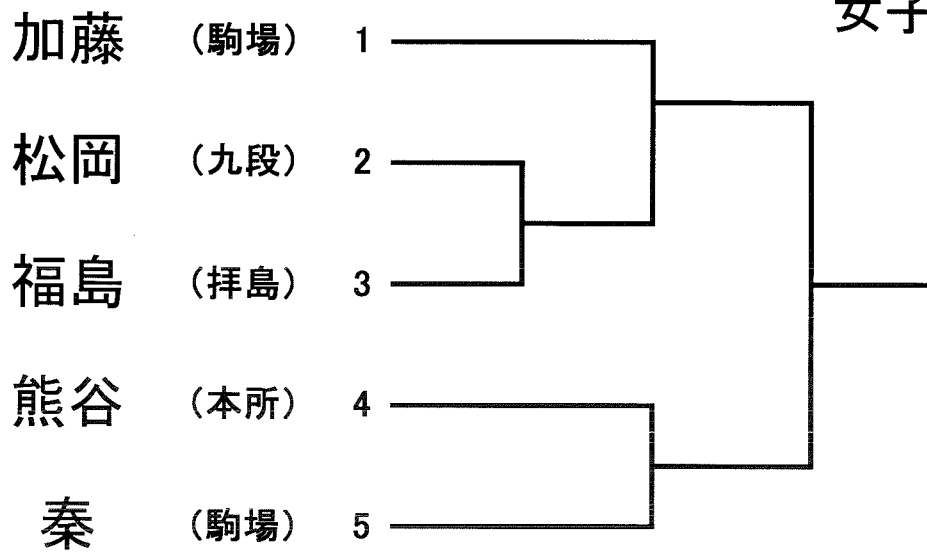 女子
加藤 （駒場） 1
松岡 （九段） 2
福島 （拝島） 3
熊谷 （本所） 4
秦 （駒場） 5